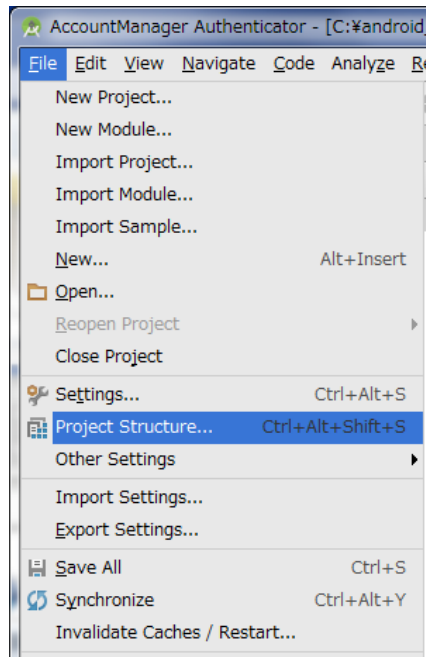 AccountManager Authenticator - [C:¥android_
File Edit View Navigate Code Analyze Re
New Project...
New Module...
Import Project...
Import Module...
Import Sample...
New... Alt+Insert
Open...
Reopen Project
Close Project
Settings... Ctrl+Alt+S
Project Structure... Ctrl+Alt+Shift+S
Other Settings
Import Settings...
Export Settings...
Save All Ctrl+S
Synchronize Ctrl+Alt+Y
Invalidate Caches / Restart...